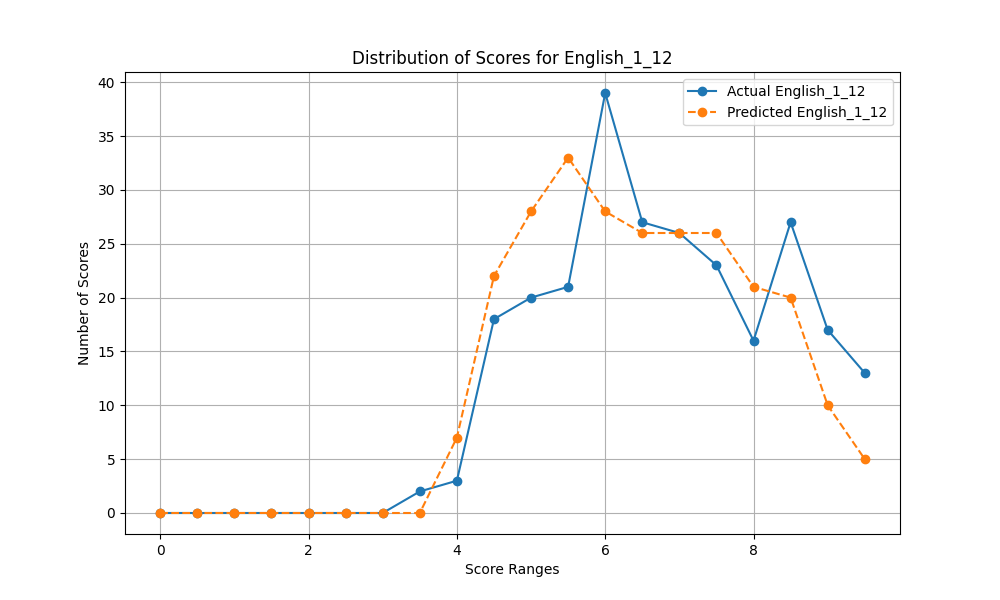 Distribution of Scores for English_1_12
Actual English_1_12
Predicted English_1_12
Number of Scores
40
35
30
25
20
15
10
5
0
0 2 4 6 8
Score Ranges